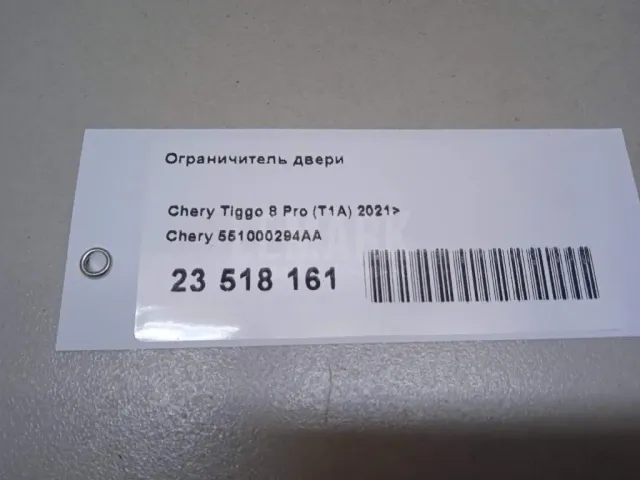 Ограничитель двери
Chery Tiggo 8 Pro (T1A) 2021>
Chery 551000294AA
23 518 161